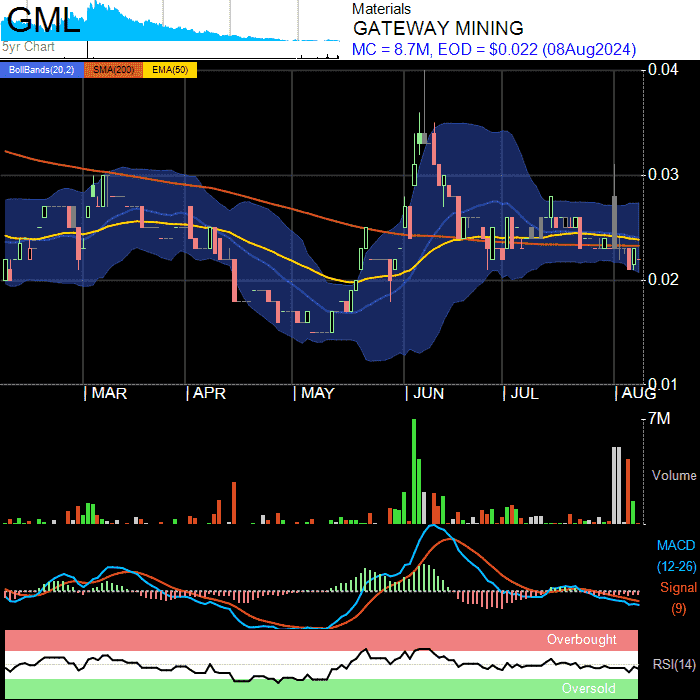 GML
5yr Chart
Materials
GATEWAY MINING
MC = 8.7M, EOD = $0.022 (08Aug2024)
BollBands(20,2) SMA(200) EMA(50)
0.04
0.03
0.02
0.01
MAR APR MAY JUN JUL AUG
7M
Volume
MACD
(12-26)
Signal
(9)
Overbought
RSI(14)
Oversold